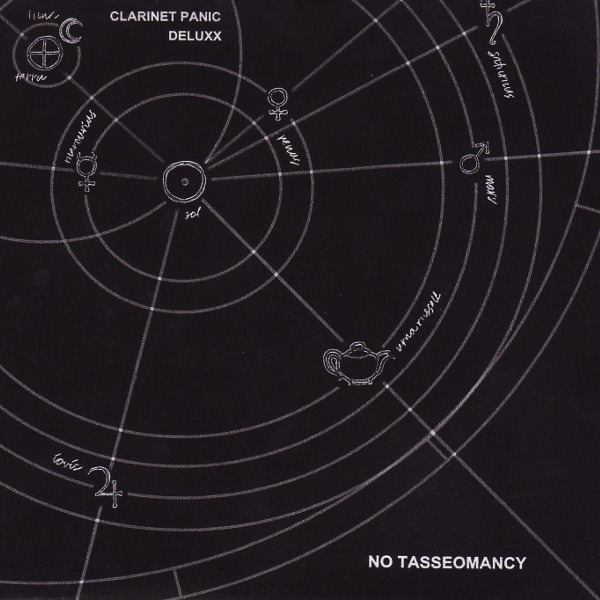 CLARINET PANIC
DELUXX
luna
terra
mercurius
venus
sol
saturnus
mars
urna russell
iovis
NO TASSEOMANCY